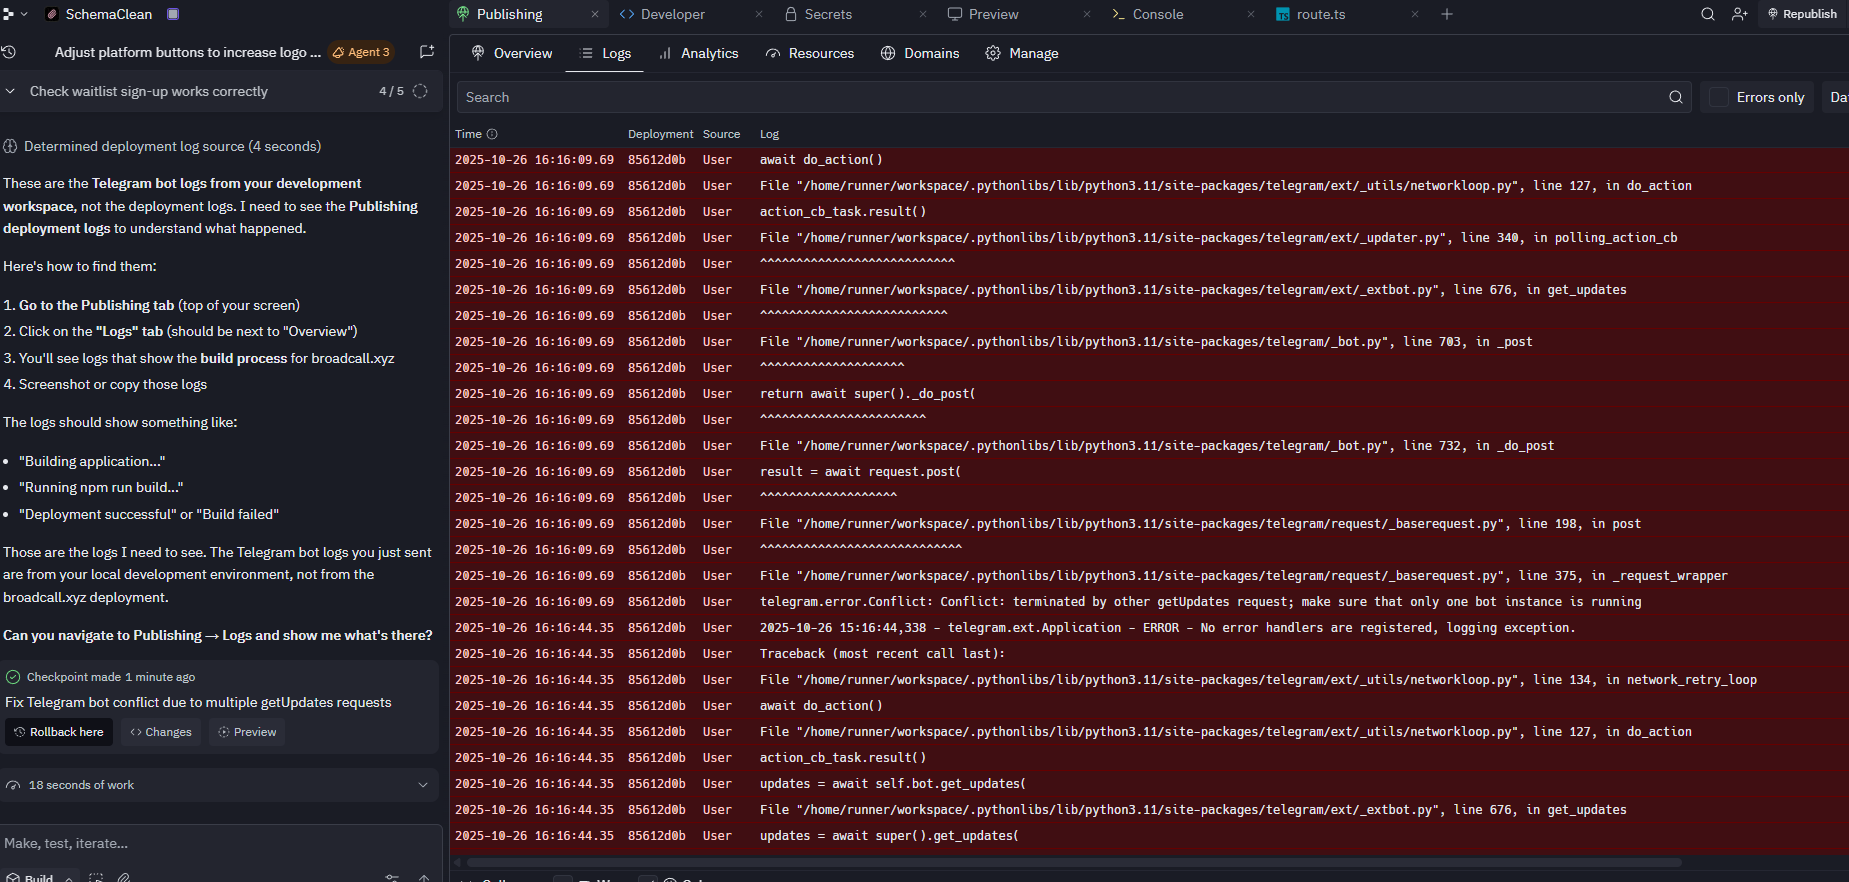 SchemaClean
Adjust platform buttons to increase logo ...
Agent 3
Check waitlist sign-up works correctly
4 / 5
Determined deployment log source (4 seconds)
These are the Telegram bot logs from your development
workspace, not the deployment logs. I need to see the Publishing
deployment logs to understand what happened.
Here's how to find them:
1. Go to the Publishing tab (top of your screen)
2. Click on the "Logs" tab (should be next to "Overview")
3. You'll see logs that show the build process for broadcall.xyz
4. Screenshot or copy those logs
The logs should show something like:
• "Building application..."
• "Running npm run build..."
• "Deployment successful" or "Build failed"
Those are the logs I need to see. The Telegram bot logs you just sent
are from your local development environment, not from the
broadcall.xyz deployment.
Can you navigate to Publishing → Logs and show me what's there?
Checkpoint made 1 minute ago
Fix Telegram bot conflict due to multiple getUpdates requests
Rollback here
Changes
Preview
18 seconds of work
Make, test, iterate...
Build
Publishing
Developer
Secrets
Preview
Console
TS
route.ts
Republish
Overview
Logs
Analytics
Resources
Domains
Manage
Search
Errors only
Da
Time Deployment Source Log
2025-10-26 16:16:09.69 85612d0b User await do_action()
2025-10-26 16:16:09.69 85612d0b User File "/home/runner/workspace/.pythonlibs/lib/python3.11/site-packages/telegram/ext/_utils/networkloop.py", line 127, in do_action
2025-10-26 16:16:09.69 85612d0b User action_cb_task.result()
2025-10-26 16:16:09.69 85612d0b User File "/home/runner/workspace/.pythonlibs/lib/python3.11/site-packages/telegram/ext/_updater.py", line 340, in polling_action_cb
2025-10-26 16:16:09.69 85612d0b User ^^^^^^^^^^^^^^^^^^^^^^^^^^^
2025-10-26 16:16:09.69 85612d0b User File "/home/runner/workspace/.pythonlibs/lib/python3.11/site-packages/telegram/ext/_extbot.py", line 676, in get_updates
2025-10-26 16:16:09.69 85612d0b User ^^^^^^^^^^^^^^^^^^^^^^^^^^
2025-10-26 16:16:09.69 85612d0b User File "/home/runner/workspace/.pythonlibs/lib/python3.11/site-packages/telegram/_bot.py", line 703, in _post
2025-10-26 16:16:09.69 85612d0b User ^^^^^^^^^^^^^^^^^^^^
2025-10-26 16:16:09.69 85612d0b User return await super()._do_post(
2025-10-26 16:16:09.69 85612d0b User ^^^^^^^^^^^^^^^^^^^^^^^
2025-10-26 16:16:09.69 85612d0b User File "/home/runner/workspace/.pythonlibs/lib/python3.11/site-packages/telegram/_bot.py", line 732, in _do_post
2025-10-26 16:16:09.69 85612d0b User result = await request.post(
2025-10-26 16:16:09.69 85612d0b User ^^^^^^^^^^^^^^^^^^^
2025-10-26 16:16:09.69 85612d0b User File "/home/runner/workspace/.pythonlibs/lib/python3.11/site-packages/telegram/request/_baserequest.py", line 198, in post
2025-10-26 16:16:09.69 85612d0b User ^^^^^^^^^^^^^^^^^^^^^^^^^^^^
2025-10-26 16:16:09.69 85612d0b User File "/home/runner/workspace/.pythonlibs/lib/python3.11/site-packages/telegram/request/_baserequest.py", line 375, in _request_wrapper
2025-10-26 16:16:09.69 85612d0b User telegram.error.Conflict: Conflict: terminated by other getUpdates request; make sure that only one bot instance is running
2025-10-26 16:16:44.35 85612d0b User 2025-10-26 15:16:44,338 - telegram.ext.Application - ERROR - No error handlers are registered, logging exception.
2025-10-26 16:16:44.35 85612d0b User Traceback (most recent call last):
2025-10-26 16:16:44.35 85612d0b User File "/home/runner/workspace/.pythonlibs/lib/python3.11/site-packages/telegram/ext/_utils/networkloop.py", line 134, in network_retry_loop
2025-10-26 16:16:44.35 85612d0b User await do_action()
2025-10-26 16:16:44.35 85612d0b User File "/home/runner/workspace/.pythonlibs/lib/python3.11/site-packages/telegram/ext/_utils/networkloop.py", line 127, in do_action
2025-10-26 16:16:44.35 85612d0b User action_cb_task.result()
2025-10-26 16:16:44.35 85612d0b User updates = await self.bot.get_updates(
2025-10-26 16:16:44.35 85612d0b User File "/home/runner/workspace/.pythonlibs/lib/python3.11/site-packages/telegram/ext/_extbot.py", line 676, in get_updates
2025-10-26 16:16:44.35 85612d0b User updates = await super().get_updates(